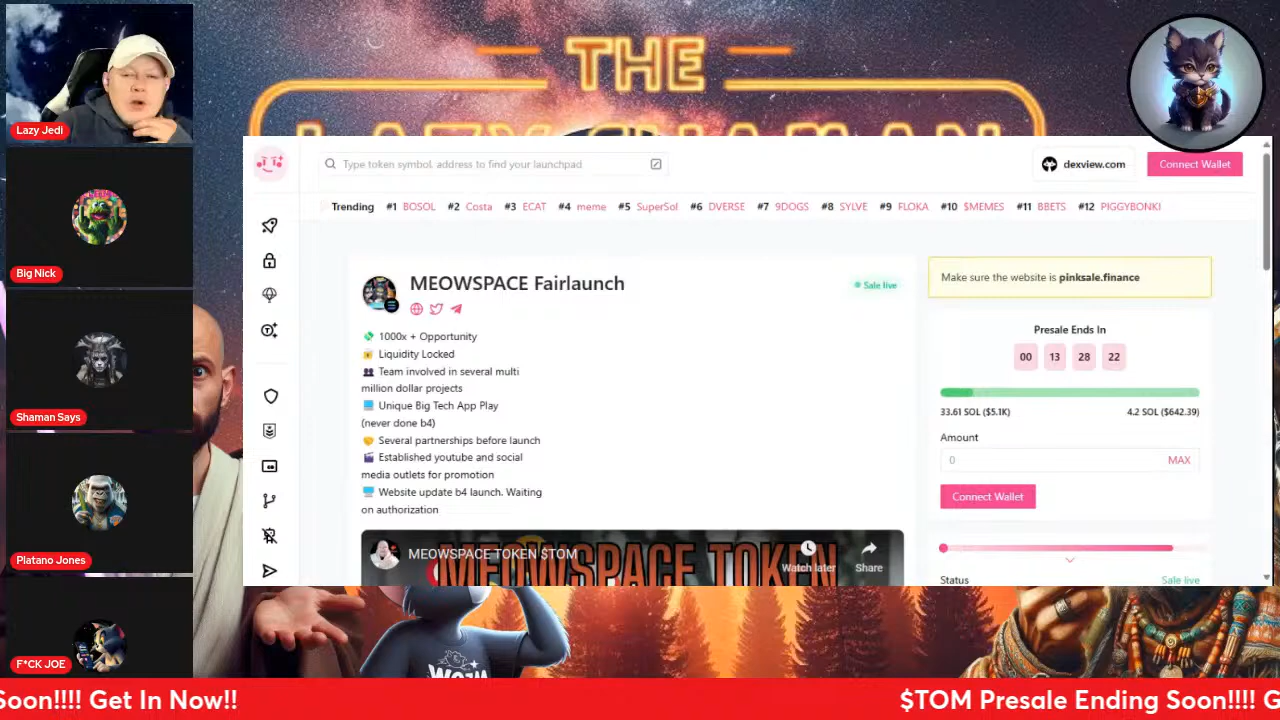 THE
LAZY SHAMAN
Lazy Jedi
Big Nick
Shaman Says
Platano Jones
F*CK JOE
Type token symbol, address to find your launchpad
dexview.com
Connect Wallet
Trending #1 BOSOL #2 Costa #3 ECAT #4 meme #5 SuperSol #6 DVERSE #7 9DOGS #8 SYLVE #9 FLOKA #10 $MEMES #11 BBETS #12 PIGGYBONKI
MEOWSPACE Fairlaunch
Sale live
1000x + Opportunity
Liquidity Locked
Team involved in several multi
million dollar projects
Unique Big Tech App Play
(never done b4)
Several partnerships before launch
Established youtube and social
media outlets for promotion
Website update b4 launch. Waiting
on authorization
MEOWSPACE TOKEN $TOM
MEOWSPACE TOKEN
Watch later
Share
Make sure the website is pinksale.finance
Presale Ends In
00 13 28 22
33.61 SOL ($5.1K) 4.2 SOL ($642.39)
Amount
0 MAX
Connect Wallet
Status Sale live
Soon!!!! Get In Now!! $TOM Presale Ending Soon!!!! G